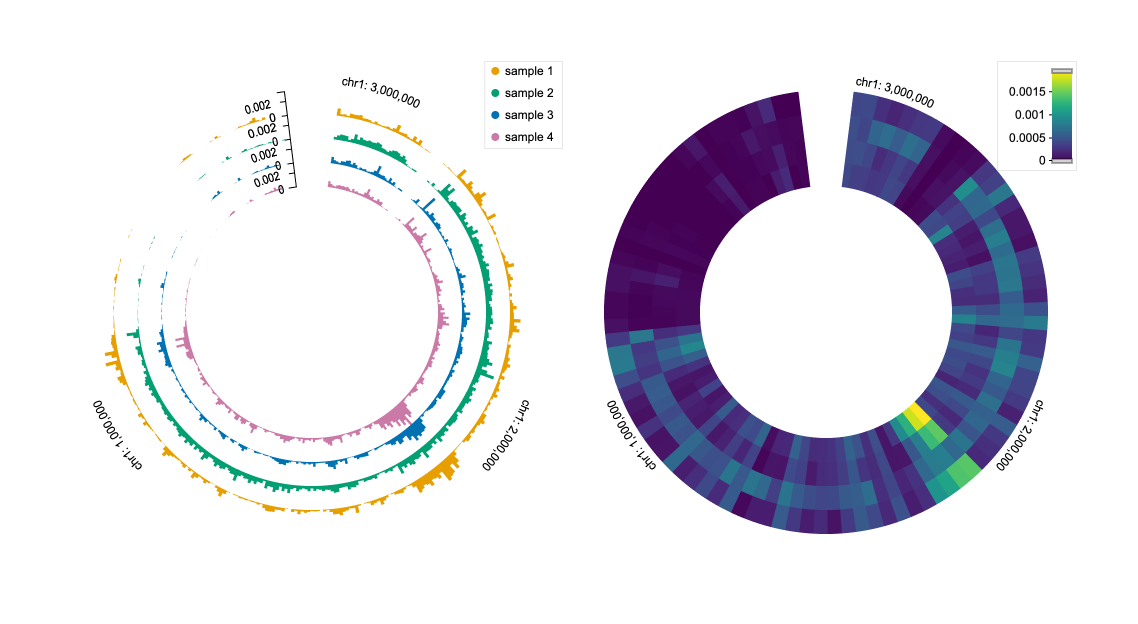 chr1: 3,000,000
sample 1
sample 2
sample 3
sample 4
0.002
0
0.002
0
0.002
0
0.002
0
chr1: 2,000,000
chr1: 1,000,000
chr1: 3,000,000
0.0015
0.001
0.0005
0
chr1: 2,000,000
chr1: 1,000,000